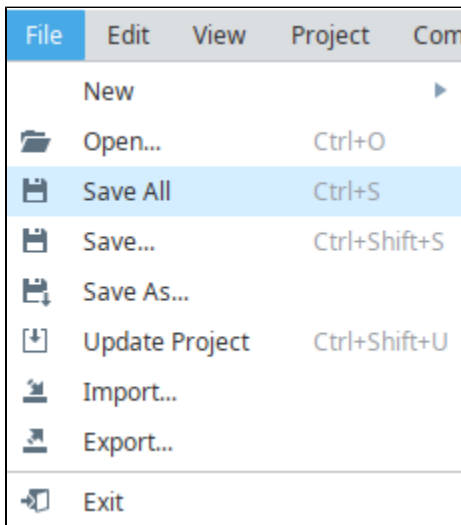 File Edit View Project Com
New
Open... Ctrl+O
Save All Ctrl+S
Save... Ctrl+Shift+S
Save As...
Update Project Ctrl+Shift+U
Import...
Export...
Exit